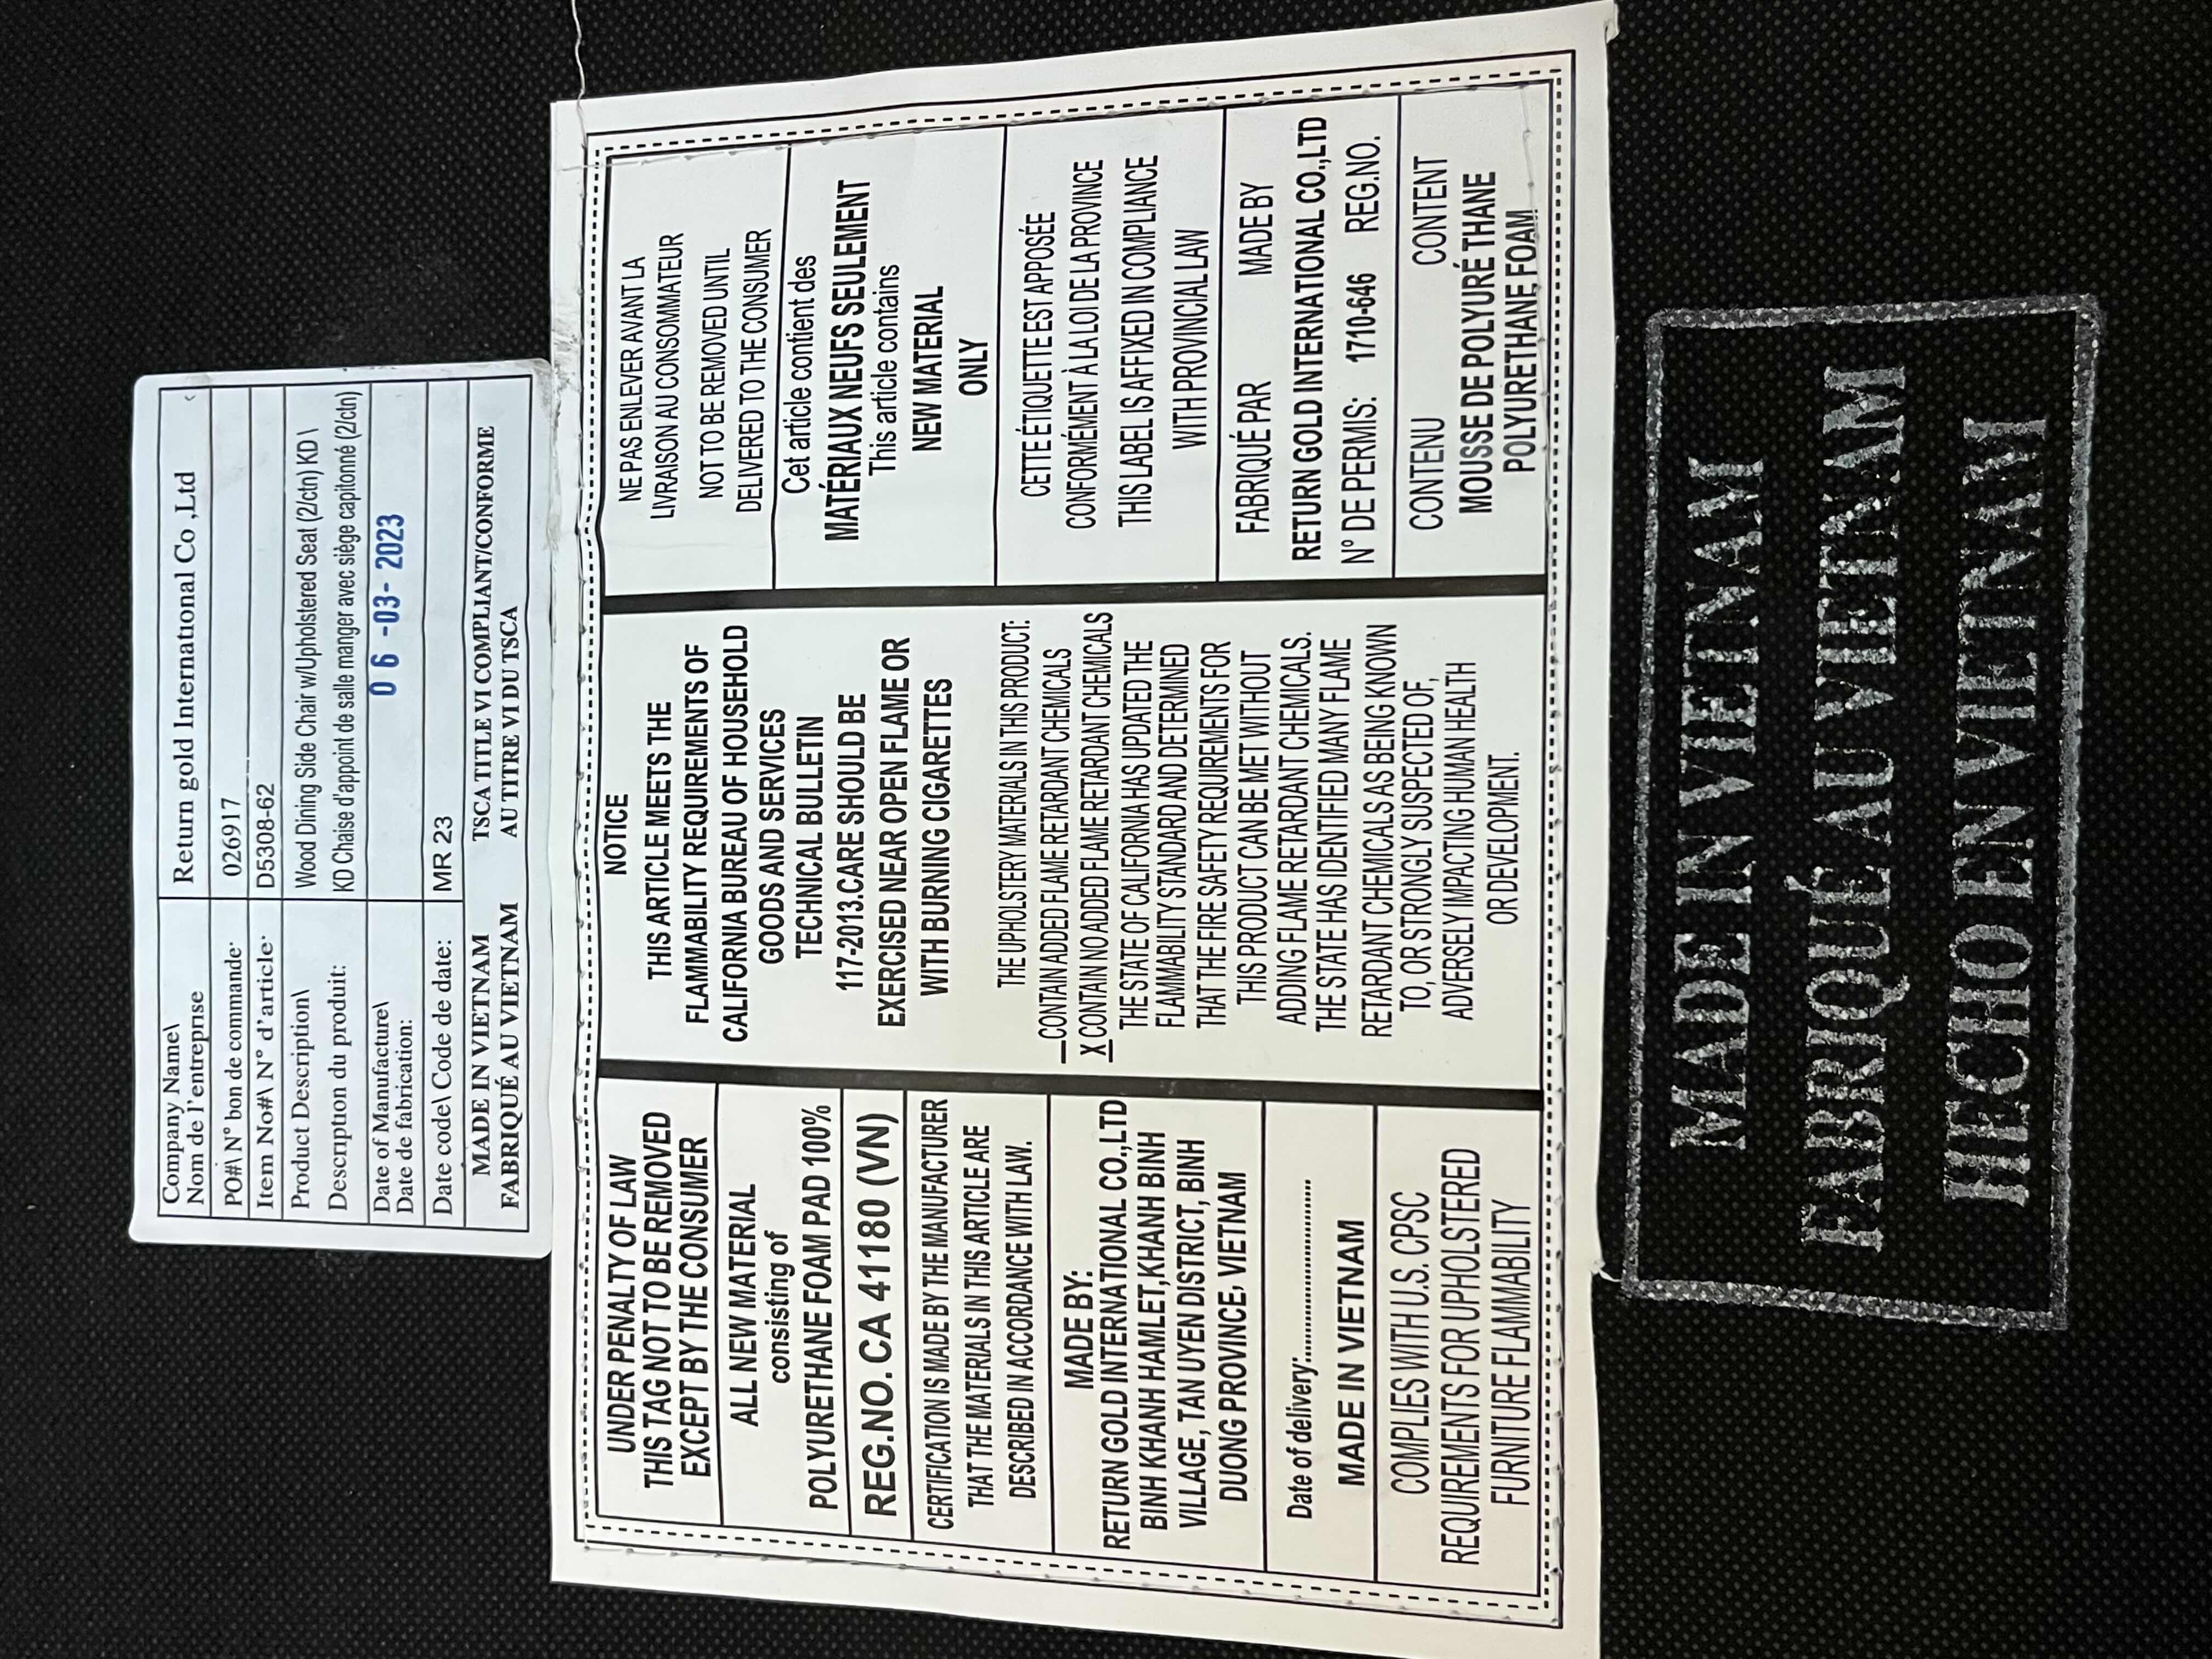 Company Name\ Return gold International Co ,Ltd
Nom de l'entreprise
PO#\ N° bon de commande: 026917
Item No#\ N° d'article: D5308-62
Product Description\ Wood Dining Side Chair w/Upholstered Seat (2/ctn) KD \
Description du produit: KD Chaise d'appoint de salle manger avec siège capitonné (2/ctn)
Date of Manufacture\ 06-03-2023
Date de fabrication:
Date code\ Code de date: MR 23
MADE IN VIETNAM TSCA TITLE VI COMPLIANT/CONFORME
FABRIQUÉ AU VIETNAM AU TITRE VI DU TSCA
UNDER PENALTY OF LAW
THIS TAG NOT TO BE REMOVED
EXCEPT BY THE CONSUMER
ALL NEW MATERIAL
consisting of
POLYURETHANE FOAM PAD 100%
REG.NO. CA 41180 (VN)
CERTIFICATION IS MADE BY THE MANUFACTURER
THAT THE MATERIALS IN THIS ARTICLE ARE
DESCRIBED IN ACCORDANCE WITH LAW.
MADE BY:
RETURN GOLD INTERNATIONAL CO.,LTD
BINH KHANH HAMLET,KHANH BINH
VILLAGE, TAN UYEN DISTRICT, BINH
DUONG PROVINCE, VIETNAM
Date of delivery:..............................
MADE IN VIETNAM
COMPLIES WITH U.S. CPSC
REQUIREMENTS FOR UPHOLSTERED
FURNITURE FLAMMABILITY
NOTICE
THIS ARTICLE MEETS THE
FLAMMABILITY REQUIREMENTS OF
CALIFORNIA BUREAU OF HOUSEHOLD
GOODS AND SERVICES
TECHNICAL BULLETIN
117-2013.CARE SHOULD BE
EXERCISED NEAR OPEN FLAME OR
WITH BURNING CIGARETTES
THE UPHOLSTERY MATERIALS IN THIS PRODUCT:
_CONTAIN ADDED FLAME RETARDANT CHEMICALS
X CONTAIN NO ADDED FLAME RETARDANT CHEMICALS
THE STATE OF CALIFORNIA HAS UPDATED THE
FLAMMABILITY STANDARD AND DETERMINED
THAT THE FIRE SAFETY REQUIREMENTS FOR
THIS PRODUCT CAN BE MET WITHOUT
ADDING FLAME RETARDANT CHEMICALS.
THE STATE HAS IDENTIFIED MANY FLAME
RETARDANT CHEMICALS AS BEING KNOWN
TO, OR STRONGLY SUSPECTED OF,
ADVERSELY IMPACTING HUMAN HEALTH
OR DEVELOPMENT.
NE PAS ENLEVER AVANT LA
LIVRAISON AU CONSOMMATEUR
NOT TO BE REMOVED UNTIL
DELIVERED TO THE CONSUMER
Cet article contient des
MATÉRIAUX NEUFS SEULEMENT
This article contains
NEW MATERIAL
ONLY
CETTE ÉTIQUETTE EST APPOSÉE
CONFORMÉMENT À LA LOI DE LA PROVINCE
THIS LABEL IS AFFIXED IN COMPLIANCE
WITH PROVINCIAL LAW
FABRIQUÉ PAR MADE BY
RETURN GOLD INTERNATIONAL CO.,LTD
N° DE PERMIS: 1710-646 REG.NO.
CONTENU CONTENT
MOUSSE DE POLYURÉ THANE
POLYURETHANE FOAM
MADE IN VIETNAM
FABRIQUÉ AU VIETNAM
HECHO EN VIETNAM